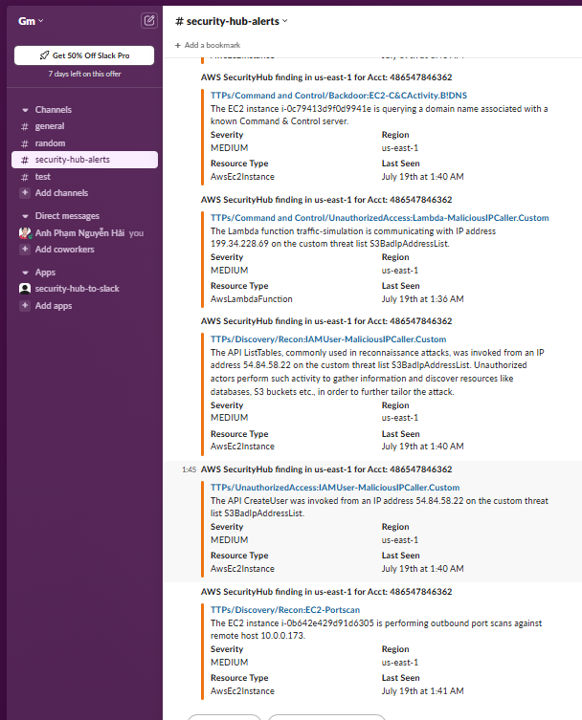 Gm
Get 50% Off Slack Pro
7 days left on this offer
Channels
# general
# random
# security-hub-alerts
# test
+ Add channels
Direct messages
Anh Phạm Nguyễn Hải you
+ Add coworkers
Apps
security-hub-to-slack
+ Add apps
# security-hub-alerts
+ Add a bookmark
AWS SecurityHub finding in us-east-1 for Acct: 486547846362
TTPs/Command and Control/Backdoor:EC2-C&CActivity.B!DNS
The EC2 instance i-0c79413d9f0d9941e is querying a domain name associated with a
known Command & Control server.
Severity Region
MEDIUM us-east-1
Resource Type Last Seen
AwsEc2Instance July 19th at 1:40 AM
AWS SecurityHub finding in us-east-1 for Acct: 486547846362
TTPs/Command and Control/UnauthorizedAccess:Lambda-MaliciousIPCaller.Custom
The Lambda function traffic-simulation is communicating with IP address
199.34.228.69 on the custom threat list S3BadIpAddressList.
Severity Region
MEDIUM us-east-1
Resource Type Last Seen
AwsLambdaFunction July 19th at 1:36 AM
AWS SecurityHub finding in us-east-1 for Acct: 486547846362
TTPs/Discovery/Recon:IAMUser-MaliciousIPCaller.Custom
The API ListTables, commonly used in reconnaissance attacks, was invoked from an IP
address 54.84.58.22 on the custom threat list S3BadIpAddressList. Unauthorized
actors perform such activity to gather information and discover resources like
databases, S3 buckets etc., in order to further tailor the attack.
Severity Region
MEDIUM us-east-1
Resource Type Last Seen
AwsEc2Instance July 19th at 1:40 AM
1:45 AWS SecurityHub finding in us-east-1 for Acct: 486547846362
TTPs/UnauthorizedAccess:IAMUser-MaliciousIPCaller.Custom
The API CreateUser was invoked from an IP address 54.84.58.22 on the custom threat
list S3BadIpAddressList.
Severity Region
MEDIUM us-east-1
Resource Type Last Seen
AwsEc2Instance July 19th at 1:40 AM
AWS SecurityHub finding in us-east-1 for Acct: 486547846362
TTPs/Discovery/Recon:EC2-Portscan
The EC2 instance i-0b642e429d91d6305 is performing outbound port scans against
remote host 10.0.0.173.
Severity Region
MEDIUM us-east-1
Resource Type Last Seen
AwsEc2Instance July 19th at 1:41 AM